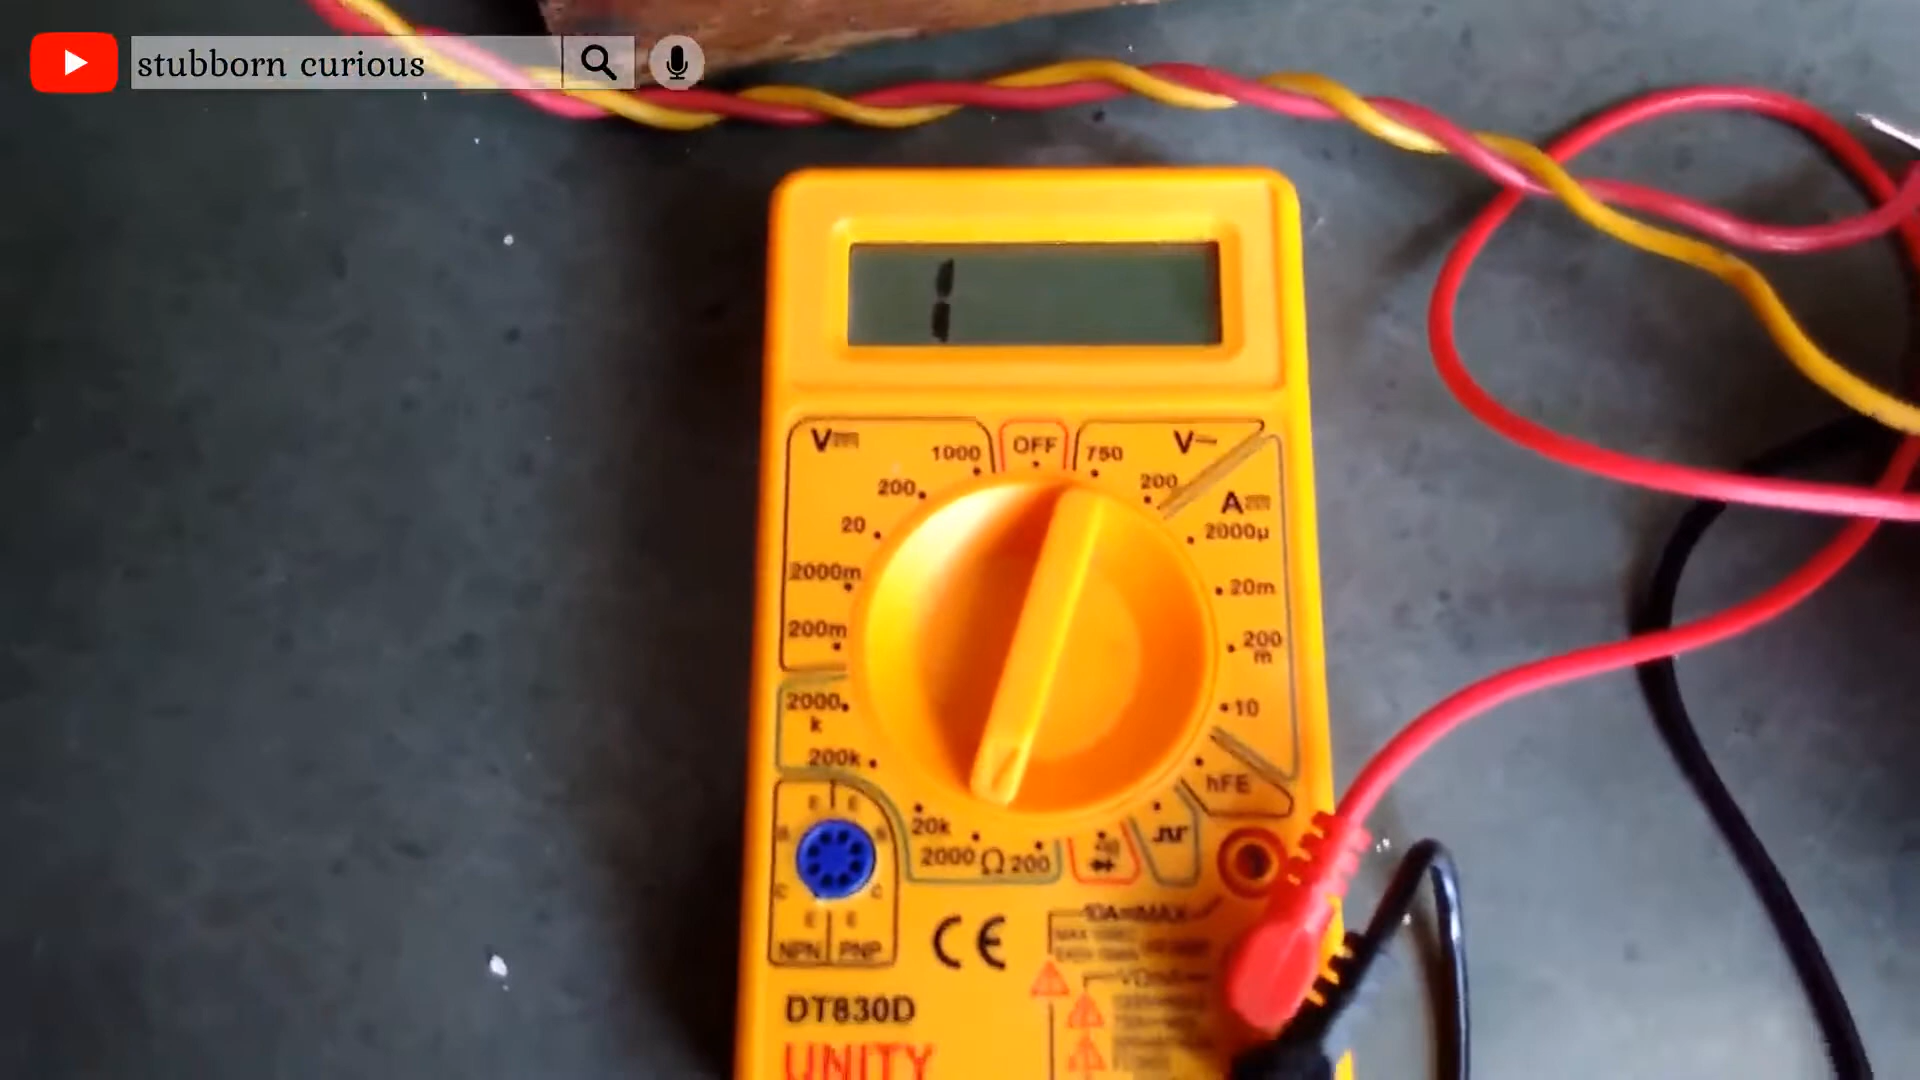 stubborn curious
1
V
1000
OFF
750
V~
200
200
A
20
2000µ
2000m
20m
200m
200
m
2000
k
10
200k
hFE
20k
2000
Ω
200
E
E
B
B
C
C
E
E
NPN
PNP
CE
10A
MAX
DT830D
UNITY